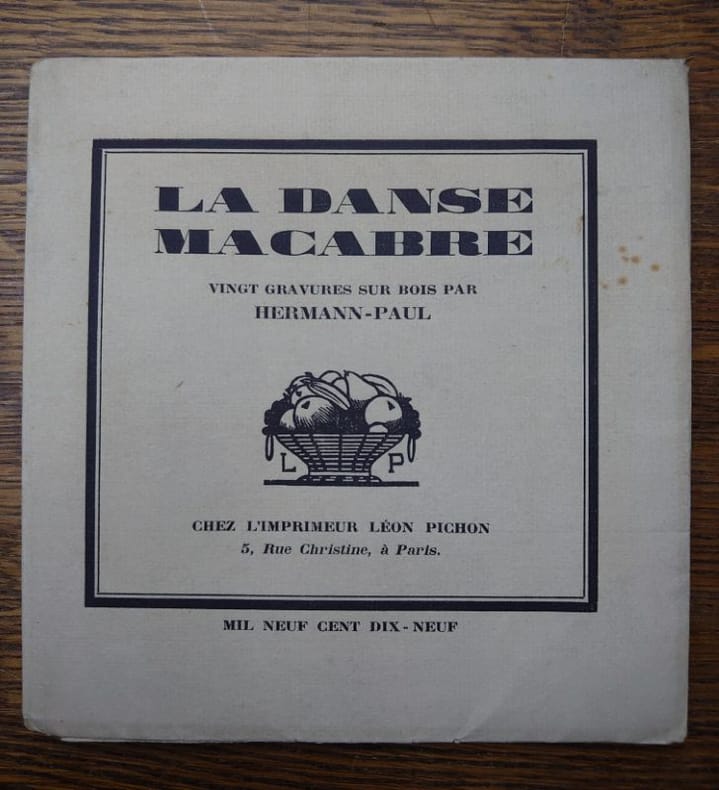 LA DANSE
MACABRE
VINGT GRAVURES SUR BOIS PAR
HERMANN-PAUL
L P
CHEZ L'IMPRIMEUR LÉON PICHON
5, Rue Christine, à Paris.
MIL NEUF CENT DIX-NEUF